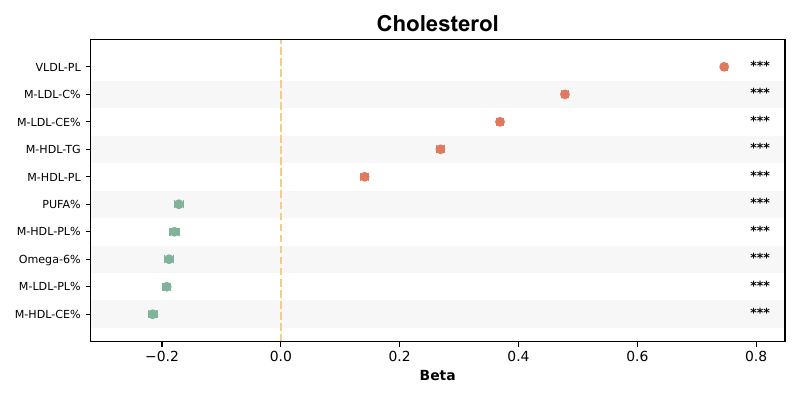 Cholesterol
VLDL-PL ***
M-LDL-C% ***
M-LDL-CE% ***
M-HDL-TG ***
M-HDL-PL ***
PUFA% ***
M-HDL-PL% ***
Omega-6% ***
M-LDL-PL% ***
M-HDL-CE% ***
−0.2 0.0 0.2 0.4 0.6 0.8
Beta